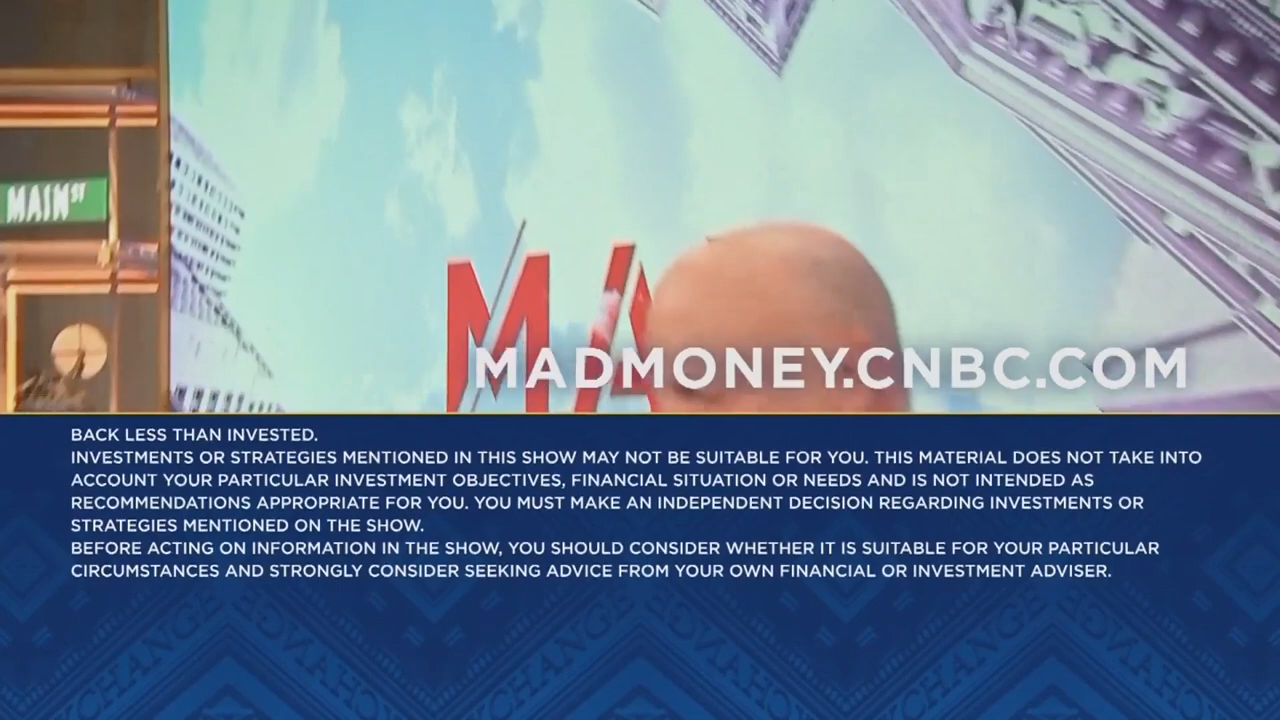 MAIN ST
MA
MADMONEY.CNBC.COM
BACK LESS THAN INVESTED.
INVESTMENTS OR STRATEGIES MENTIONED IN THIS SHOW MAY NOT BE SUITABLE FOR YOU. THIS MATERIAL DOES NOT TAKE INTO
ACCOUNT YOUR PARTICULAR INVESTMENT OBJECTIVES, FINANCIAL SITUATION OR NEEDS AND IS NOT INTENDED AS
RECOMMENDATIONS APPROPRIATE FOR YOU. YOU MUST MAKE AN INDEPENDENT DECISION REGARDING INVESTMENTS OR
STRATEGIES MENTIONED ON THE SHOW.
BEFORE ACTING ON INFORMATION IN THE SHOW, YOU SHOULD CONSIDER WHETHER IT IS SUITABLE FOR YOUR PARTICULAR
CIRCUMSTANCES AND STRONGLY CONSIDER SEEKING ADVICE FROM YOUR OWN FINANCIAL OR INVESTMENT ADVISER.